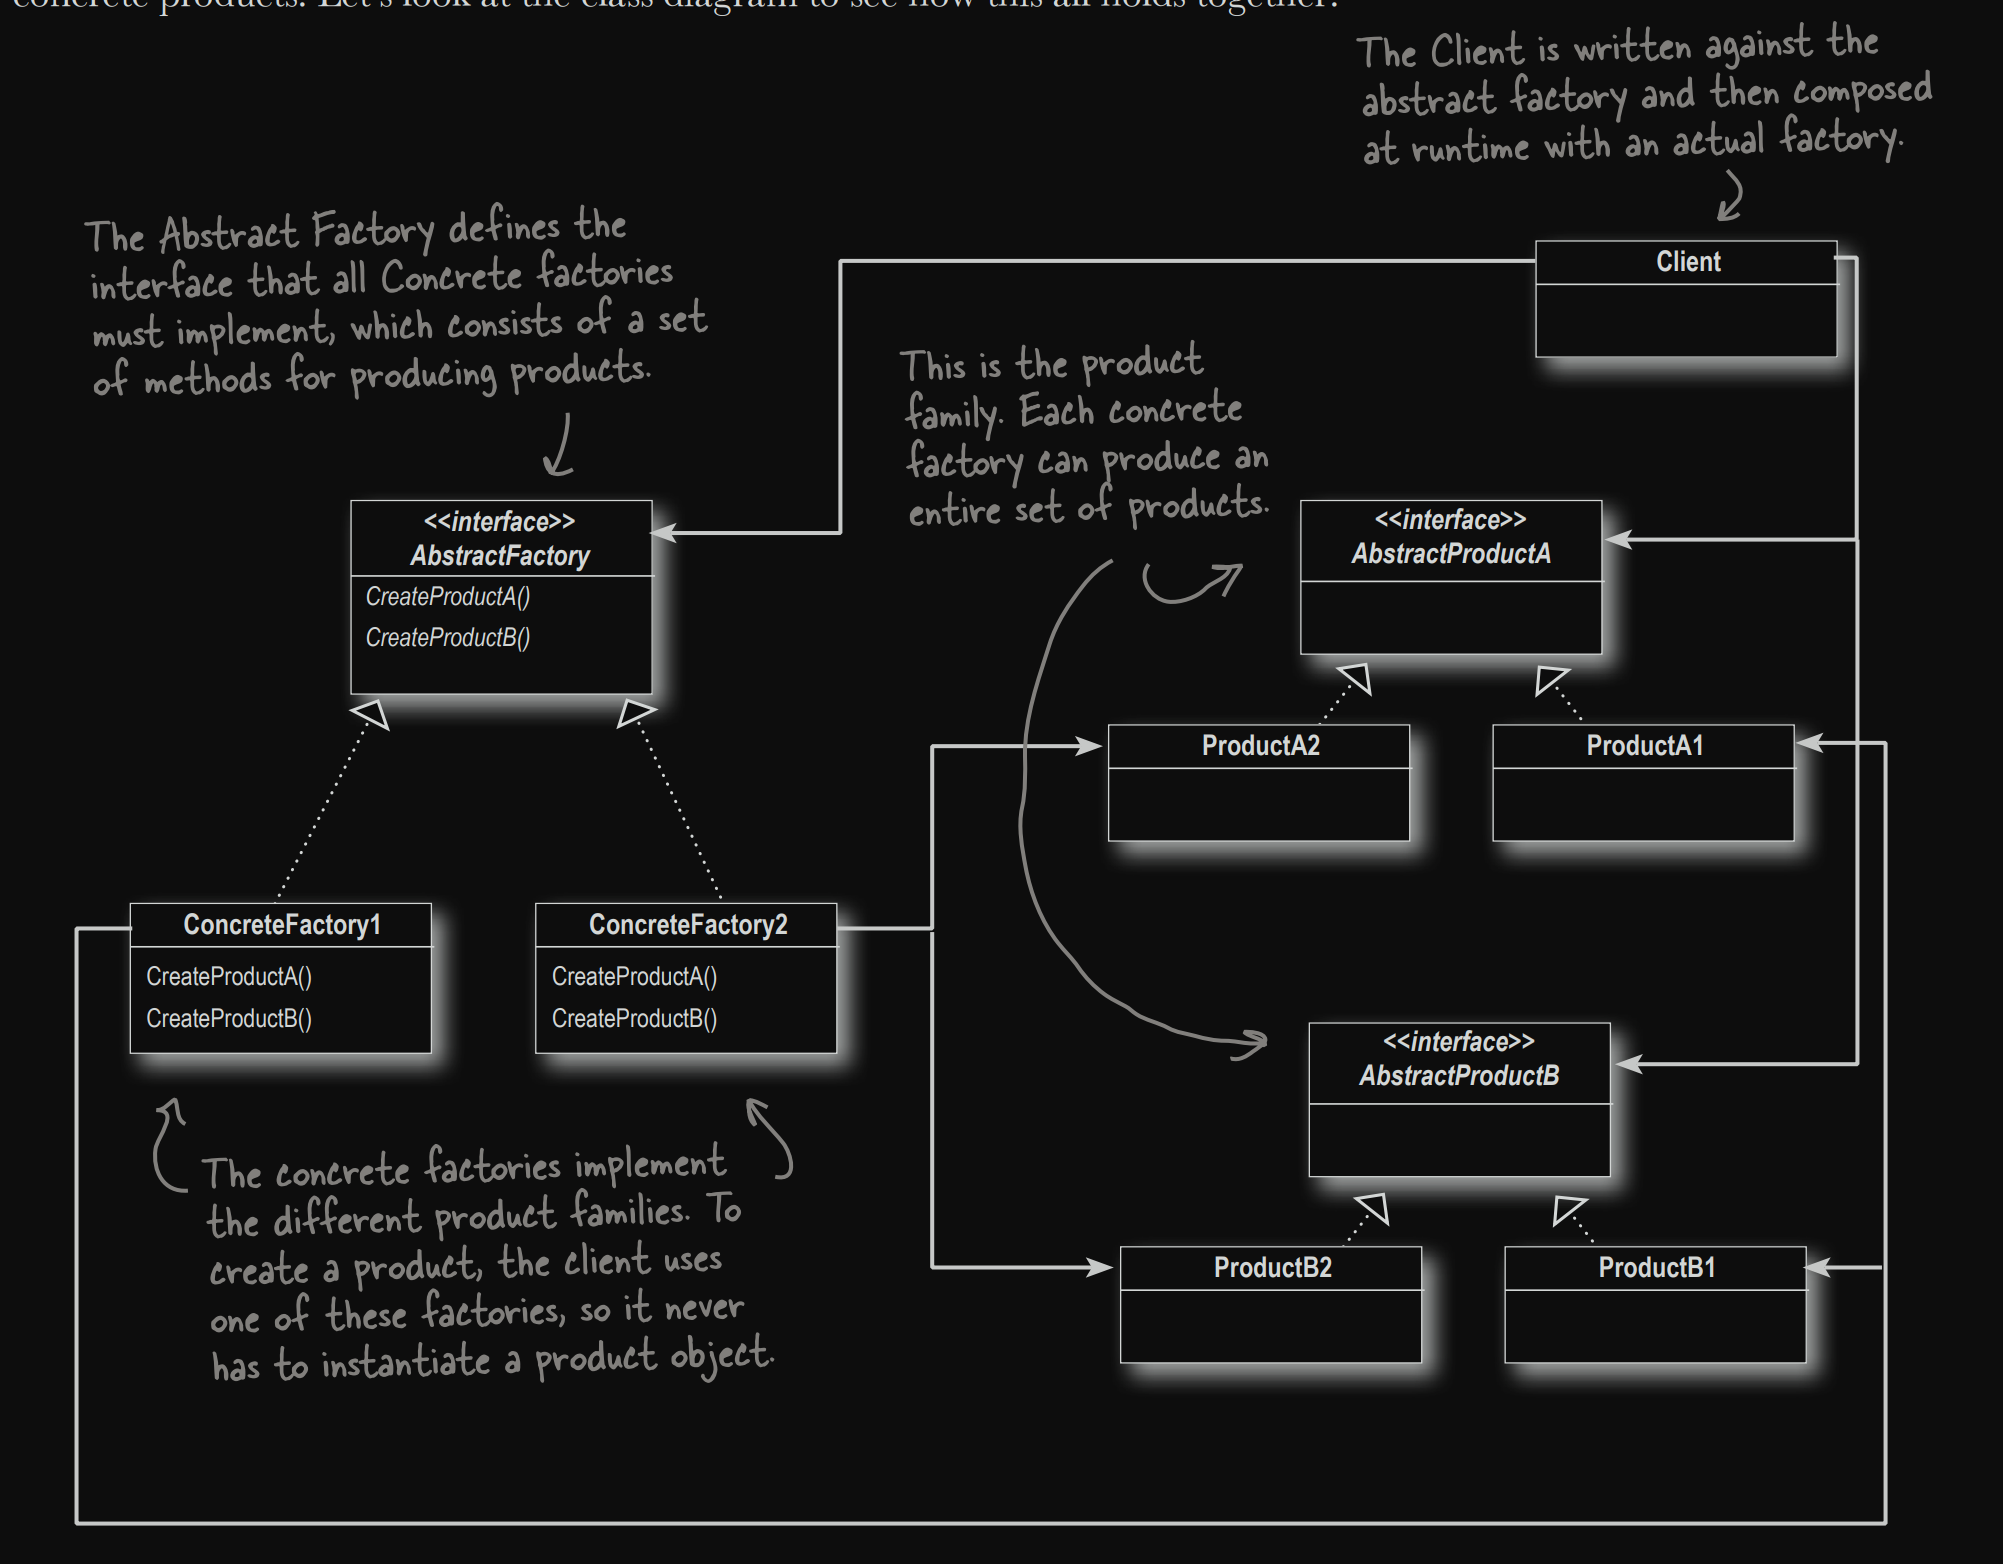 concrete products. Let's look at the class diagram to see how this all holds together.
The Client is written against the
abstract factory and then composed
at runtime with an actual factory.
The Abstract Factory defines the
interface that all Concrete factories
must implement, which consists of a set
of methods for producing products.
Client
This is the product
family. Each concrete
factory can produce an
entire set of products.
<<interface>>
AbstractFactory
CreateProductA()
CreateProductB()
<<interface>>
AbstractProductA
ProductA2
ProductA1
ConcreteFactory1
CreateProductA()
CreateProductB()
ConcreteFactory2
CreateProductA()
CreateProductB()
<<interface>>
AbstractProductB
The concrete factories implement
the different product families. To
create a product, the client uses
one of these factories, so it never
has to instantiate a product object.
ProductB2
ProductB1